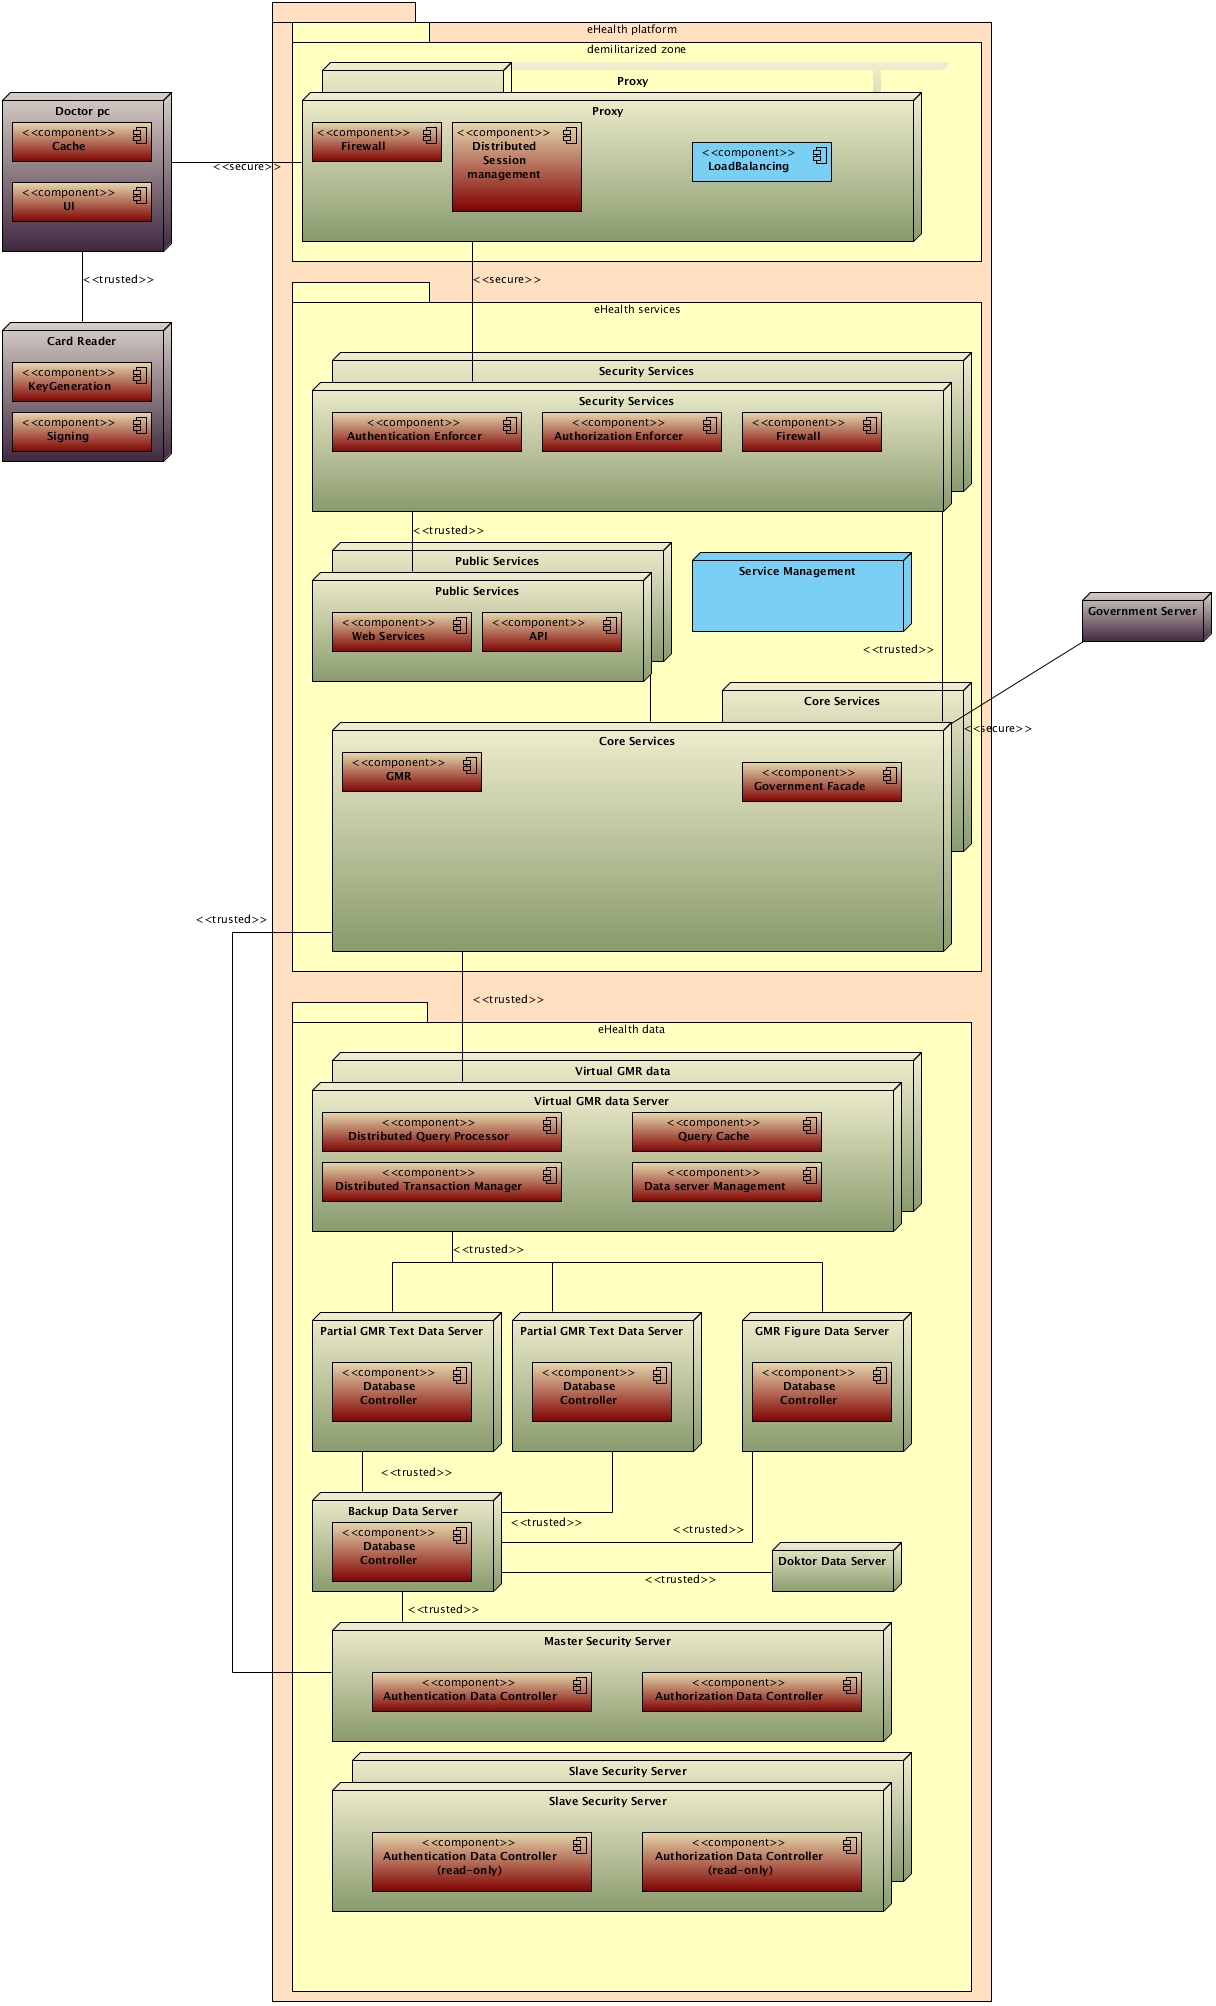 eHealth platform
demilitarized zone
Proxy
Proxy
<<component>>
Firewall
<<component>>
Distributed
Session
management
<<component>>
LoadBalancing
Doctor pc
<<component>>
Cache
<<component>>
UI
<<secure>>
<<trusted>>
<<secure>>
Card Reader
<<component>>
KeyGeneration
<<component>>
Signing
eHealth services
Security Services
Security Services
<<component>>
Authentication Enforcer
<<component>>
Authorization Enforcer
<<component>>
Firewall
<<trusted>>
Public Services
Public Services
<<component>>
Web Services
<<component>>
API
Service Management
<<trusted>>
Government Server
<<secure>>
Core Services
Core Services
<<component>>
GMR
<<component>>
Government Facade
<<trusted>>
<<trusted>>
eHealth data
Virtual GMR data
Virtual GMR data Server
<<component>>
Distributed Query Processor
<<component>>
Query Cache
<<component>>
Distributed Transaction Manager
<<component>>
Data server Management
<<trusted>>
Partial GMR Text Data Server
<<component>>
Database
Controller
Partial GMR Text Data Server
<<component>>
Database
Controller
GMR Figure Data Server
<<component>>
Database
Controller
<<trusted>>
<<trusted>>
<<trusted>>
Backup Data Server
<<component>>
Database
Controller
Doktor Data Server
<<trusted>>
<<trusted>>
Master Security Server
<<component>>
Authentication Data Controller
<<component>>
Authorization Data Controller
Slave Security Server
Slave Security Server
<<component>>
Authentication Data Controller
(read-only)
<<component>>
Authorization Data Controller
(read-only)